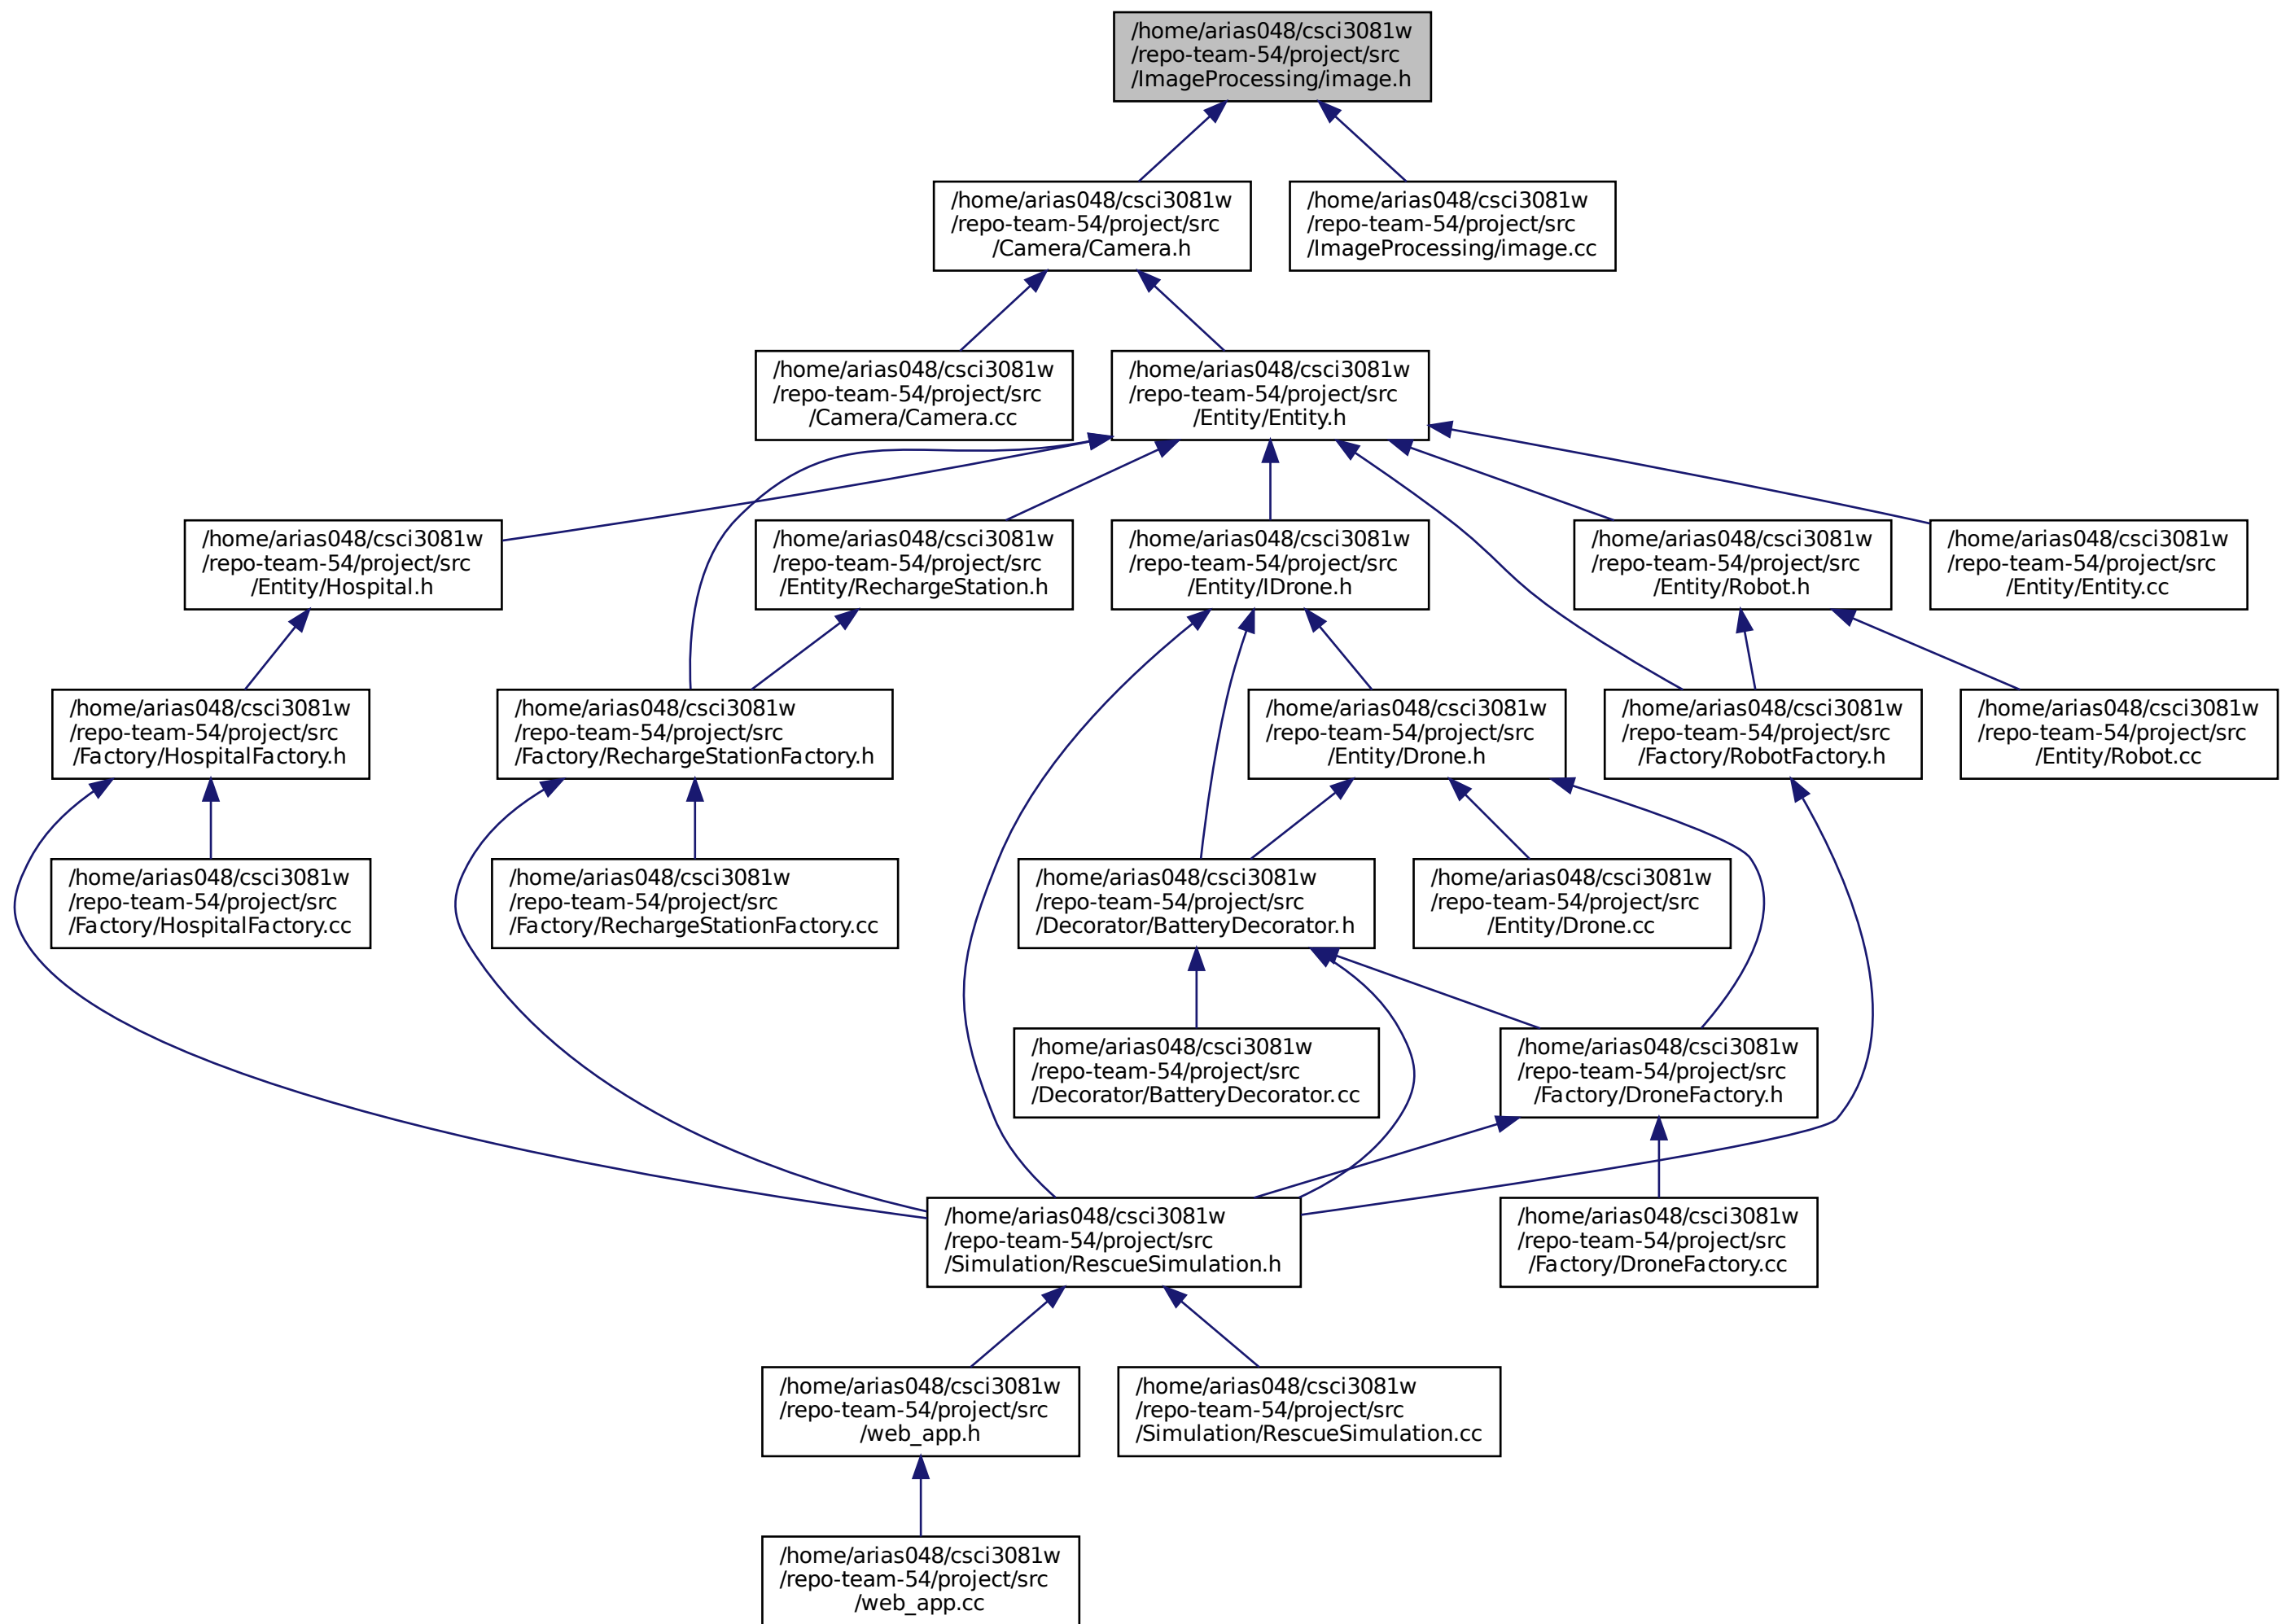 /home/arias048/csci3081w
/repo-team-54/project/src
/ImageProcessing/image.h
/home/arias048/csci3081w
/repo-team-54/project/src
/Camera/Camera.h
/home/arias048/csci3081w
/repo-team-54/project/src
/ImageProcessing/image.cc
/home/arias048/csci3081w
/repo-team-54/project/src
/Camera/Camera.cc
/home/arias048/csci3081w
/repo-team-54/project/src
/Entity/Entity.h
/home/arias048/csci3081w
/repo-team-54/project/src
/Entity/Hospital.h
/home/arias048/csci3081w
/repo-team-54/project/src
/Entity/RechargeStation.h
/home/arias048/csci3081w
/repo-team-54/project/src
/Entity/IDrone.h
/home/arias048/csci3081w
/repo-team-54/project/src
/Entity/Robot.h
/home/arias048/csci3081w
/repo-team-54/project/src
/Entity/Entity.cc
/home/arias048/csci3081w
/repo-team-54/project/src
/Factory/HospitalFactory.h
/home/arias048/csci3081w
/repo-team-54/project/src
/Factory/RechargeStationFactory.h
/home/arias048/csci3081w
/repo-team-54/project/src
/Entity/Drone.h
/home/arias048/csci3081w
/repo-team-54/project/src
/Factory/RobotFactory.h
/home/arias048/csci3081w
/repo-team-54/project/src
/Entity/Robot.cc
/home/arias048/csci3081w
/repo-team-54/project/src
/Factory/HospitalFactory.cc
/home/arias048/csci3081w
/repo-team-54/project/src
/Factory/RechargeStationFactory.cc
/home/arias048/csci3081w
/repo-team-54/project/src
/Decorator/BatteryDecorator.h
/home/arias048/csci3081w
/repo-team-54/project/src
/Entity/Drone.cc
/home/arias048/csci3081w
/repo-team-54/project/src
/Decorator/BatteryDecorator.cc
/home/arias048/csci3081w
/repo-team-54/project/src
/Factory/DroneFactory.h
/home/arias048/csci3081w
/repo-team-54/project/src
/Simulation/RescueSimulation.h
/home/arias048/csci3081w
/repo-team-54/project/src
/Factory/DroneFactory.cc
/home/arias048/csci3081w
/repo-team-54/project/src
/web_app.h
/home/arias048/csci3081w
/repo-team-54/project/src
/Simulation/RescueSimulation.cc
/home/arias048/csci3081w
/repo-team-54/project/src
/web_app.cc